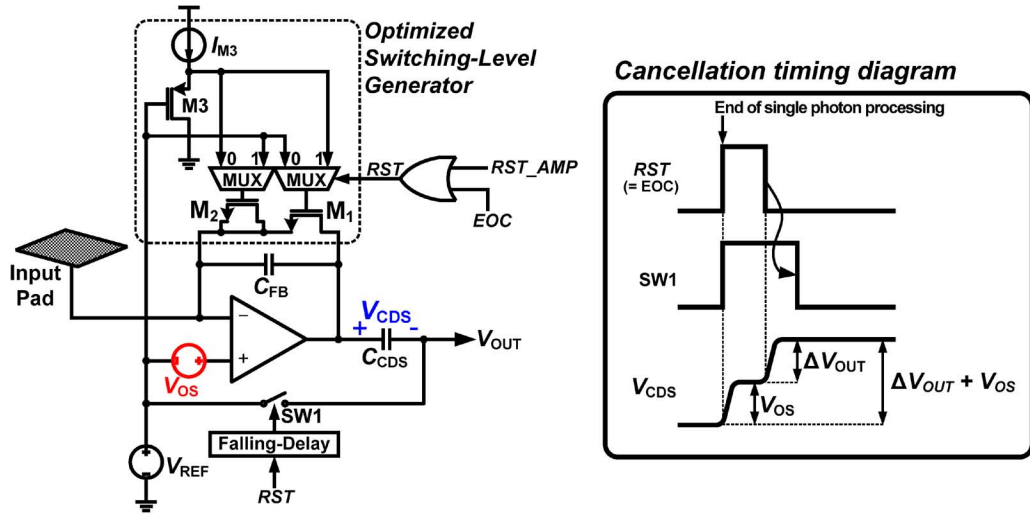 Optimized
Switching-Level
Generator
I_M3
M3
0 1 0 1
MUX MUX
RST
RST_AMP
EOC
M_2
M_1
Input
Pad
C_FB
V_CDS
+ -
C_CDS
V_OUT
−
+
V_OS
SW1
Falling-Delay
RST
V_REF
Cancellation timing diagram
End of single photon processing
RST
(= EOC)
SW1
V_CDS
V_OS
ΔV_OUT
ΔV_OUT + V_OS